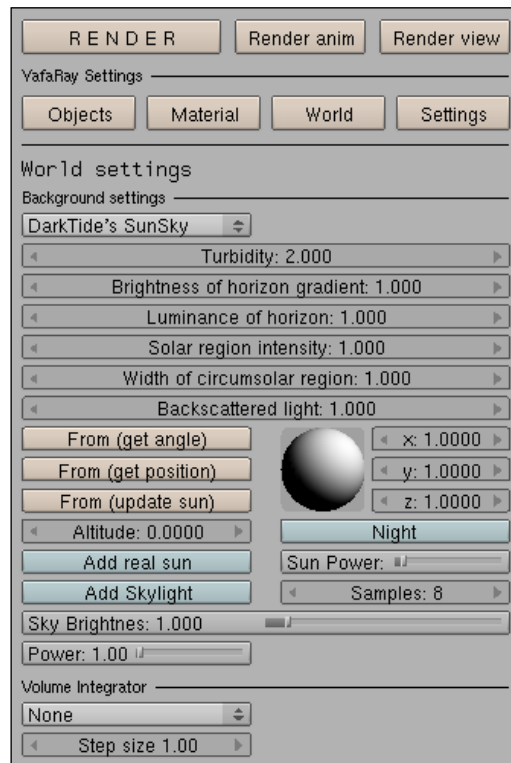 RENDER Render anim Render view
YafaRay Settings
Objects Material World Settings
World settings
Background settings
DarkTide's SunSky
Turbidity: 2.000
Brightness of horizon gradient: 1.000
Luminance of horizon: 1.000
Solar region intensity: 1.000
Width of circumsolar region: 1.000
Backscattered light: 1.000
From (get angle) x: 1.0000
From (get position) y: 1.0000
From (update sun) z: 1.0000
Altitude: 0.0000 Night
Add real sun Sun Power:
Add Skylight Samples: 8
Sky Brightnes: 1.000
Power: 1.00
Volume Integrator
None
Step size 1.00